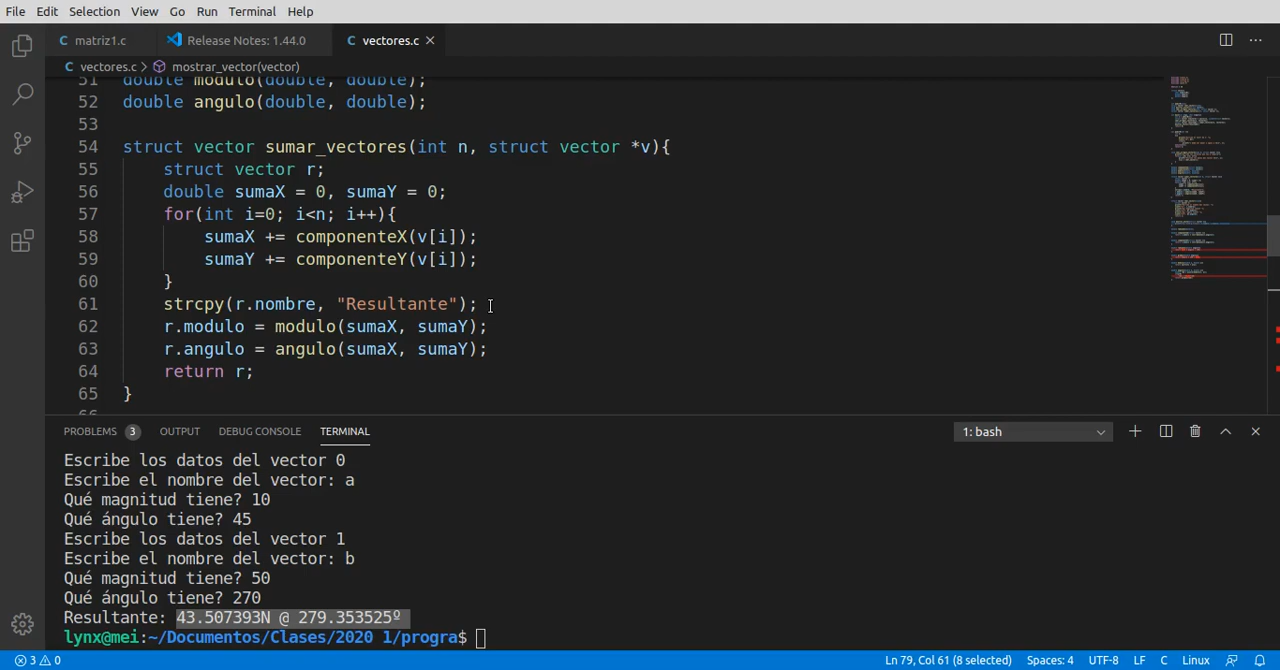 File Edit Selection View Go Run Terminal Help
C matriz1.c Release Notes: 1.44.0 C vectores.c
C vectores.c > mostrar_vector(vector)
51 double modulo(double, double);
52 double angulo(double, double);
53
54 struct vector sumar_vectores(int n, struct vector *v){
55 struct vector r;
56 double sumaX = 0, sumaY = 0;
57 for(int i=0; i<n; i++){
58 sumaX += componenteX(v[i]);
59 sumaY += componenteY(v[i]);
60 }
61 strcpy(r.nombre, "Resultante");
62 r.modulo = modulo(sumaX, sumaY);
63 r.angulo = angulo(sumaX, sumaY);
64 return r;
65 }
66
PROBLEMS 3 OUTPUT DEBUG CONSOLE TERMINAL 1: bash
Escribe los datos del vector 0
Escribe el nombre del vector: a
Qué magnitud tiene? 10
Qué ángulo tiene? 45
Escribe los datos del vector 1
Escribe el nombre del vector: b
Qué magnitud tiene? 50
Qué ángulo tiene? 270
Resultante: 43.507393N @ 279.353525º
lynx@mei:~/Documentos/Clases/2020 1/progra$
3 0 Ln 79, Col 61 (8 selected) Spaces: 4 UTF-8 LF C Linux